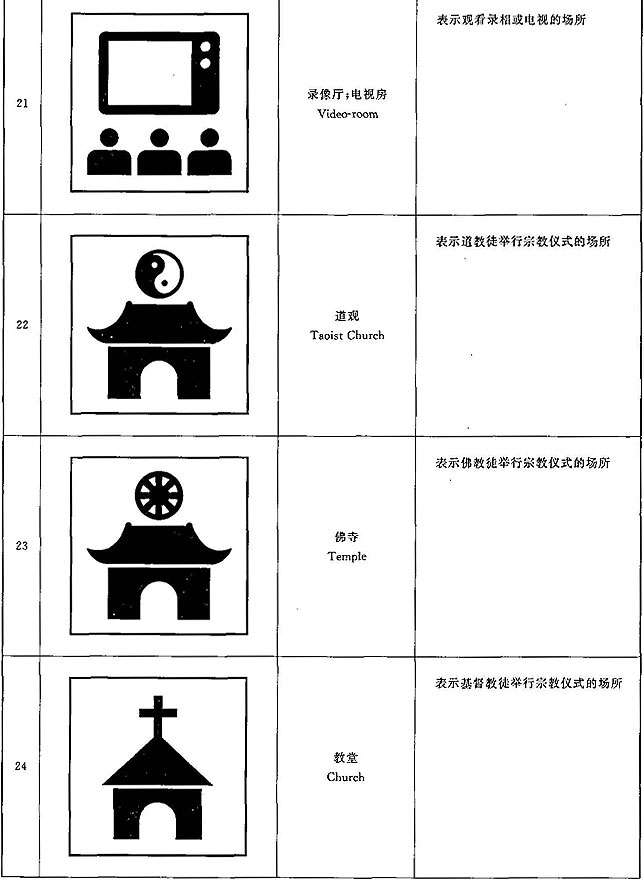 表示观看录相或电视的场所
21
录像厅;电视房
Video-room
表示道教徒举行宗教仪式的场所
22
道观
Taoist Church
表示佛教徒举行宗教仪式的场所
23
佛寺
Temple
表示基督教徒举行宗教仪式的场所
24
教堂
Church